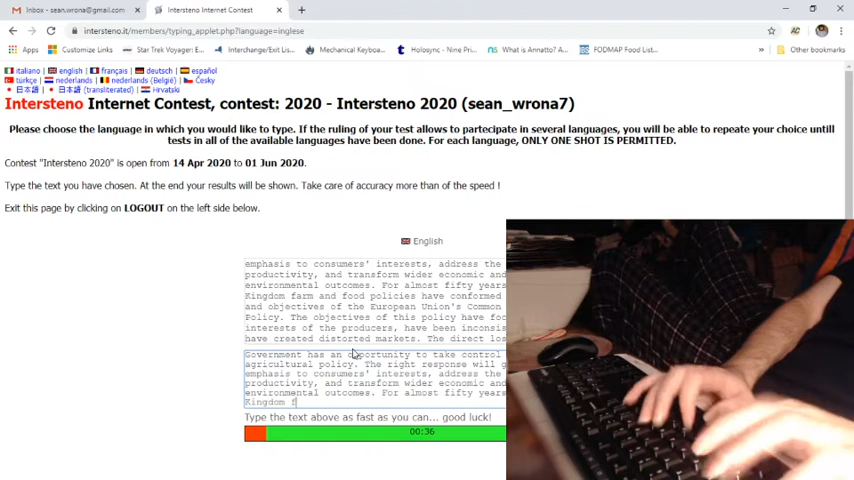 Inbox - sean.wrona@gmail.com
Intersteno Internet Contest
intersteno.it/members/typing_applet.php?language=inglese
Apps Customize Links Star Trek Voyager: E... Interchange/Exit Lis... Mechanical Keyboa... Holosync - Nine Pri... What is Annatto? A... FODMAP Food List... » Other bookmarks
italiano | english | français | deutsch | español
türkçe | nederlands | nederlands (België) | Česky
日本語 | 日本語 (transliterated) | Hrvatski
Intersteno Internet Contest, contest: 2020 - Intersteno 2020 (sean_wrona7)
Please choose the language in which you would like to type. If the ruling of your test allows to partecipate in several languages, you will be able to repeate your choice untill
tests in all of the available languages have been done. For each language, ONLY ONE SHOT IS PERMITTED.
Contest "Intersteno 2020" is open from 14 Apr 2020 to 01 Jun 2020.
Type the text you have chosen. At the end your results will be shown. Take care of accuracy more than of the speed !
Exit this page by clicking on LOGOUT on the left side below.
English
emphasis to consumers' interests, address the
productivity, and transform wider economic and
environmental outcomes. For almost fifty years
Kingdom farm and food policies have conformed
and objectives of the European Union's Common
Policy. The objectives of this policy have foc
interests of the producers, have been inconsis
have created distorted markets. The direct los
Government has an opportunity to take control
agricultural policy. The right response will g
emphasis to consumers' interests, address the
productivity, and transform wider economic and
environmental outcomes. For almost fifty years
Kingdom f
Type the text above as fast as you can... good luck!
00:36